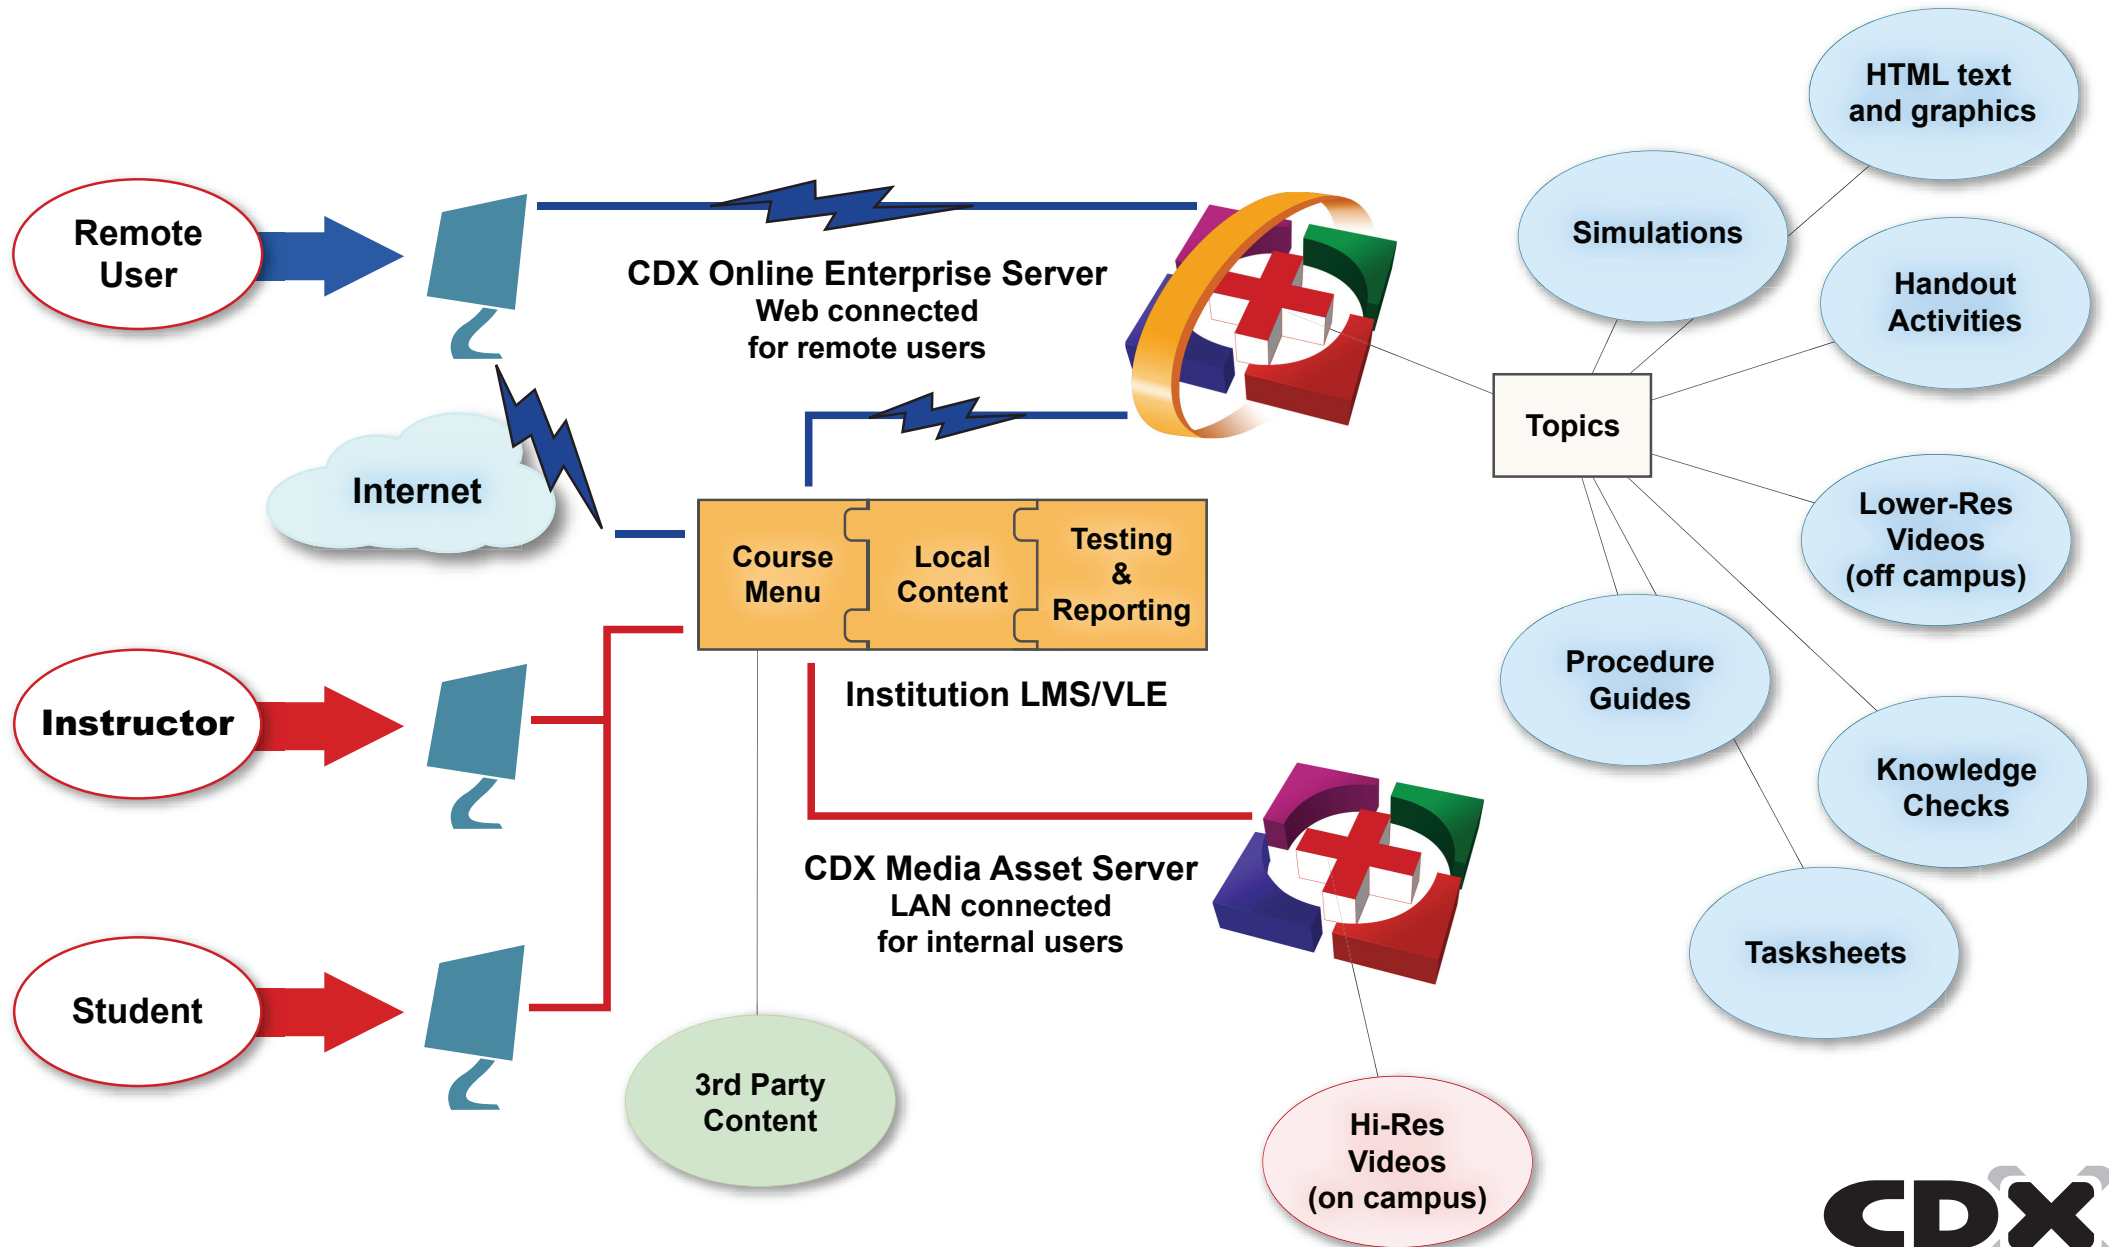 HTML text
and graphics
Simulations
Remote
User
CDX Online Enterprise Server
Web connected
for remote users
Handout
Activities
Topics
Internet
Lower-Res
Videos
(off campus)
Course
Menu
Local
Content
Testing
&
Reporting
Procedure
Guides
Institution LMS/VLE
Instructor
Knowledge
Checks
CDX Media Asset Server
LAN connected
for internal users
Tasksheets
Student
3rd Party
Content
Hi-Res
Videos
(on campus)
CDX